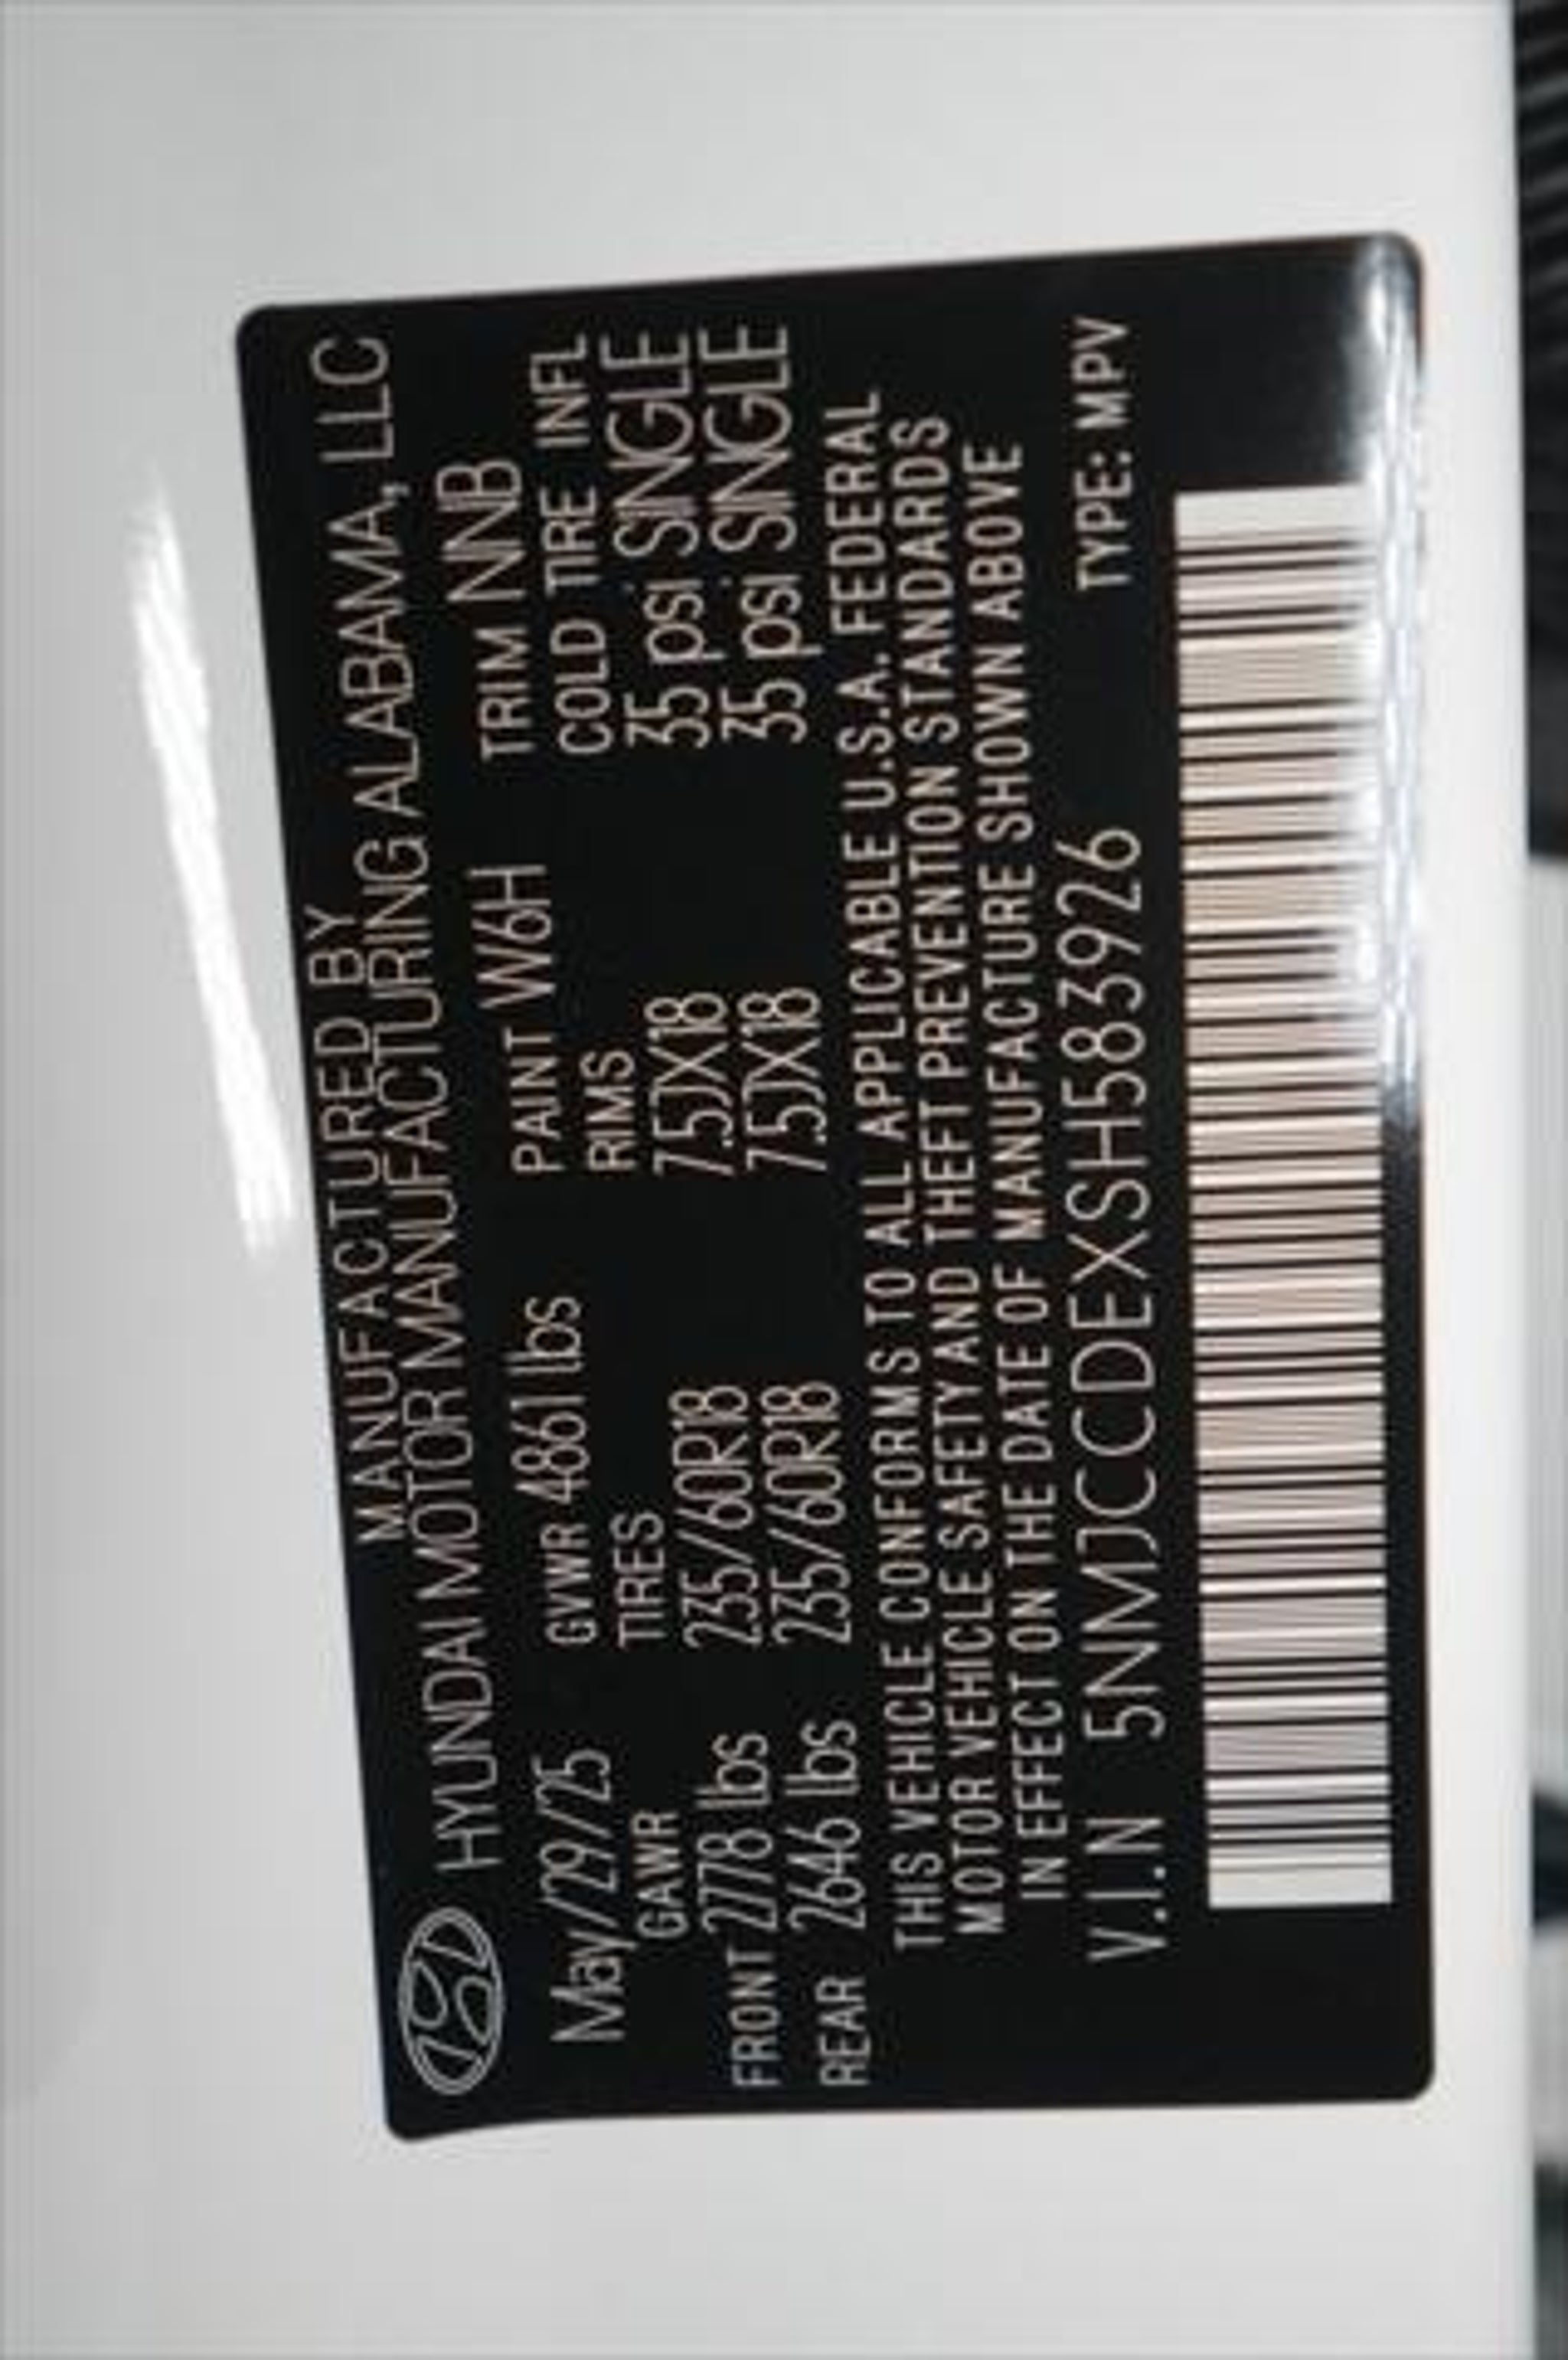 MANUFACTURED BY
HYUNDAI MOTOR MANUFACTURING ALABAMA, LLC
May/29/25 GVWR 4861 lbs PAINT W6H TRIM NNB
GAWR TIRES RIMS COLD TIRE INFL
FRONT 2778 lbs 235/60R18 7.5JX18 35 psi SINGLE
REAR 2646 lbs 235/60R18 7.5JX18 35 psi SINGLE
THIS VEHICLE CONFORMS TO ALL APPLICABLE U.S.A. FEDERAL
MOTOR VEHICLE SAFETY AND THEFT PREVENTION STANDARDS
IN EFFECT ON THE DATE OF MANUFACTURE SHOWN ABOVE
V.I.N 5NMJCCDEXSH583926 TYPE: MPV